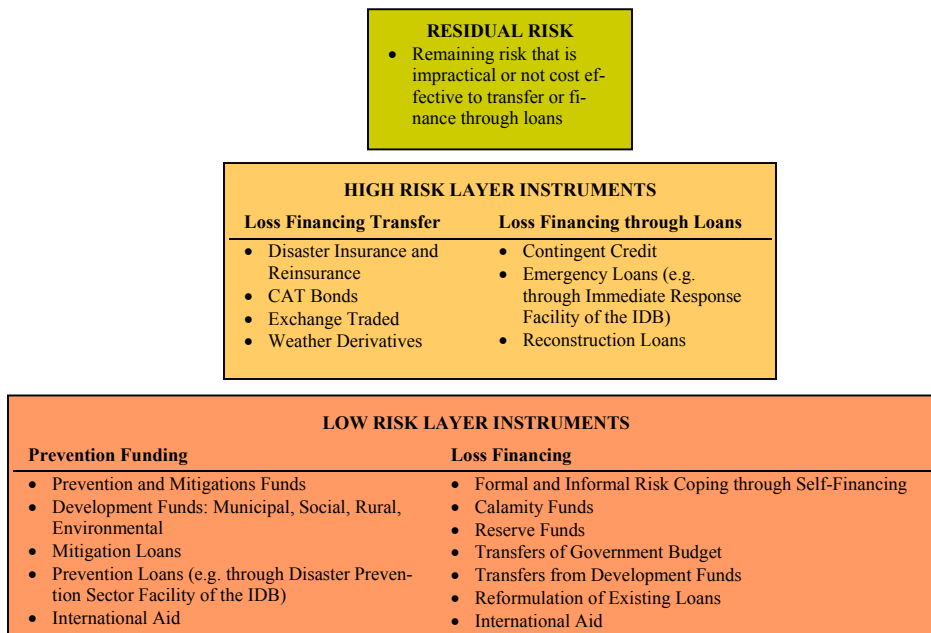 RESIDUAL RISK
• Remaining risk that is
impractical or not cost ef-
fective to transfer or fi-
nance through loans
HIGH RISK LAYER INSTRUMENTS
Loss Financing Transfer
• Disaster Insurance and
Reinsurance
• CAT Bonds
• Exchange Traded
• Weather Derivatives
Loss Financing through Loans
• Contingent Credit
• Emergency Loans (e.g.
through Immediate Response
Facility of the IDB)
• Reconstruction Loans
LOW RISK LAYER INSTRUMENTS
Prevention Funding
• Prevention and Mitigations Funds
• Development Funds: Municipal, Social, Rural,
Environmental
• Mitigation Loans
• Prevention Loans (e.g. through Disaster Preven-
tion Sector Facility of the IDB)
• International Aid
Loss Financing
• Formal and Informal Risk Coping through Self-Financing
• Calamity Funds
• Reserve Funds
• Transfers of Government Budget
• Transfers from Development Funds
• Reformulation of Existing Loans
• International Aid